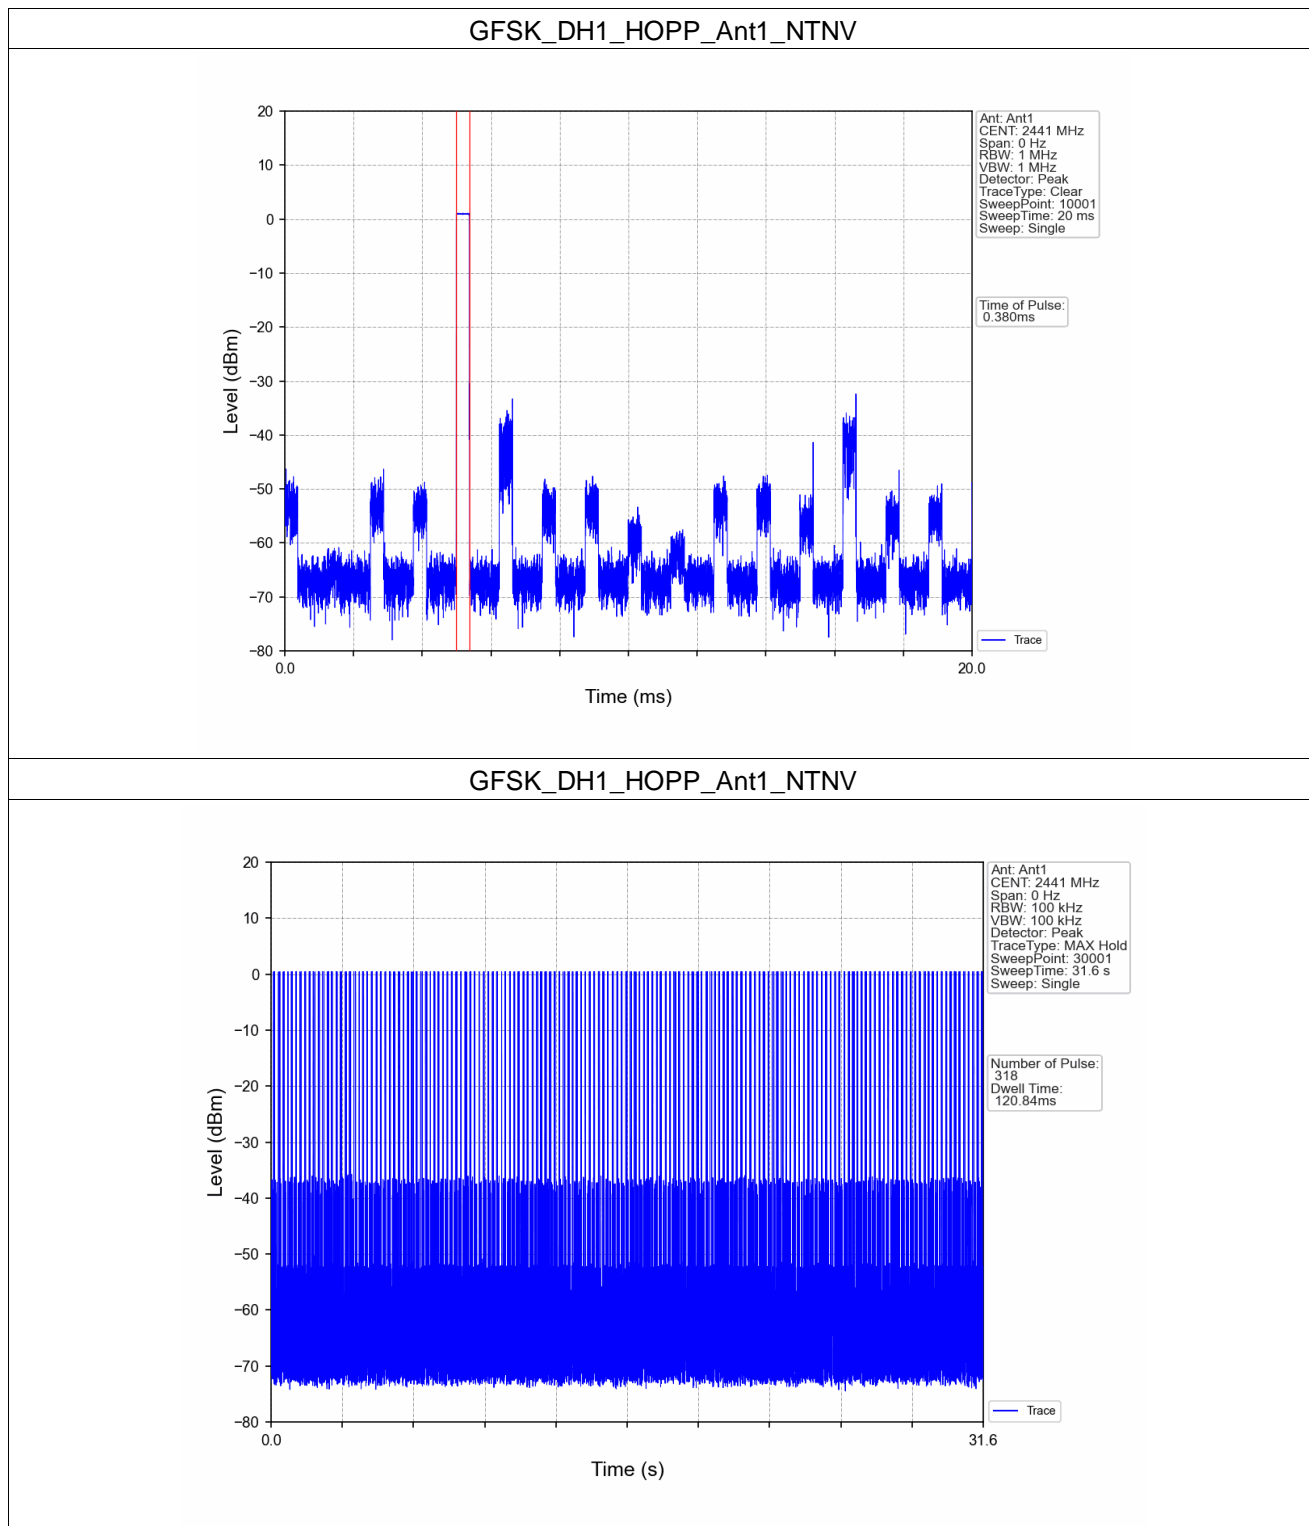 GFSK_DH1_HOPP_Ant1_NTNV
20
10
0
−10
−20
−30
−40
−50
−60
−70
−80
Level (dBm)
0.0
20.0
Time (ms)
Ant: Ant1
CENT: 2441 MHz
Span: 0 Hz
RBW: 1 MHz
VBW: 1 MHz
Detector: Peak
TraceType: Clear
SweepPoint: 10001
SweepTime: 20 ms
Sweep: Single
Time of Pulse:
0.380ms
Trace
GFSK_DH1_HOPP_Ant1_NTNV
20
10
0
−10
−20
−30
−40
−50
−60
−70
−80
Level (dBm)
0.0
31.6
Time (s)
Ant: Ant1
CENT: 2441 MHz
Span: 0 Hz
RBW: 100 kHz
VBW: 100 kHz
Detector: Peak
TraceType: MAX Hold
SweepPoint: 30001
SweepTime: 31.6 s
Sweep: Single
Number of Pulse:
318
Dwell Time:
120.84ms
Trace